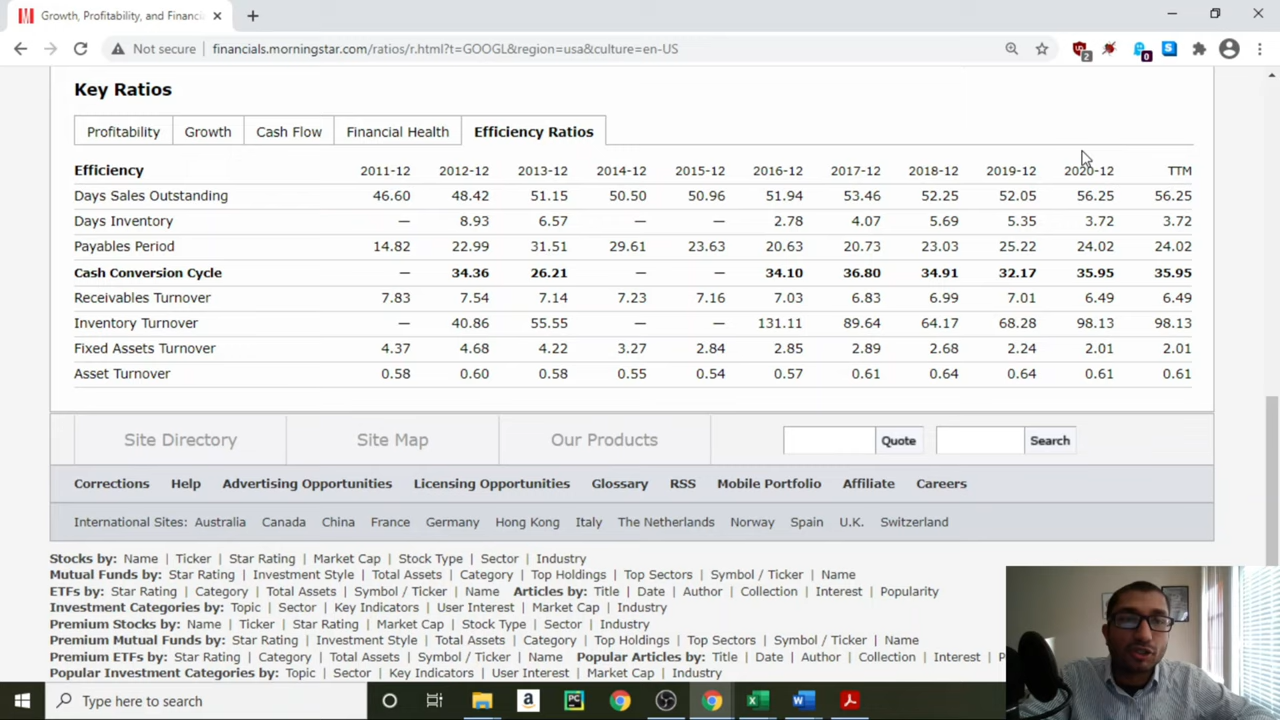 Growth, Profitability, and Financi
Not secure financials.morningstar.com/ratios/r.html?t=GOOGL&region=usa&culture=en-US
2
0
Key Ratios
Profitability Growth Cash Flow Financial Health Efficiency Ratios
Efficiency 2011-12 2012-12 2013-12 2014-12 2015-12 2016-12 2017-12 2018-12 2019-12 2020-12 TTM
Days Sales Outstanding 46.60 48.42 51.15 50.50 50.96 51.94 53.46 52.25 52.05 56.25 56.25
Days Inventory — 8.93 6.57 — — 2.78 4.07 5.69 5.35 3.72 3.72
Payables Period 14.82 22.99 31.51 29.61 23.63 20.63 20.73 23.03 25.22 24.02 24.02
Cash Conversion Cycle — 34.36 26.21 — — 34.10 36.80 34.91 32.17 35.95 35.95
Receivables Turnover 7.83 7.54 7.14 7.23 7.16 7.03 6.83 6.99 7.01 6.49 6.49
Inventory Turnover — 40.86 55.55 — — 131.11 89.64 64.17 68.28 98.13 98.13
Fixed Assets Turnover 4.37 4.68 4.22 3.27 2.84 2.85 2.89 2.68 2.24 2.01 2.01
Asset Turnover 0.58 0.60 0.58 0.55 0.54 0.57 0.61 0.64 0.64 0.61 0.61
Site Directory Site Map Our Products Quote Search
Corrections Help Advertising Opportunities Licensing Opportunities Glossary RSS Mobile Portfolio Affiliate Careers
International Sites: Australia Canada China France Germany Hong Kong Italy The Netherlands Norway Spain U.K. Switzerland
Stocks by: Name | Ticker | Star Rating | Market Cap | Stock Type | Sector | Industry
Mutual Funds by: Star Rating | Investment Style | Total Assets | Category | Top Holdings | Top Sectors | Symbol / Ticker | Name
ETFs by: Star Rating | Category | Total Assets | Symbol / Ticker | Name Articles by: Title | Date | Author | Collection | Interest | Popularity
Investment Categories by: Topic | Sector | Key Indicators | User Interest | Market Cap | Industry
Premium Stocks by: Name | Ticker | Star Rating | Market Cap | Stock Type | Sector | Industry
Premium Mutual Funds by: Star Rating | Investment Style | Total Assets | Category | Top Holdings | Top Sectors | Symbol / Ticker | Name
Premium ETFs by: Star Rating | Category | Total Assets | Symbol / Ticker | Name Popular Articles by: Title | Date | Author | Collection | Interest | P
Popular Investment Categories by: Topic | Sector | Key Indicators | User Interest | Market Cap | Industry
Type here to search